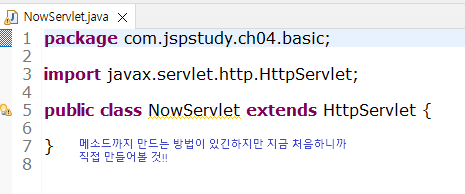 NowServlet.java
1 package com.jspstudy.ch04.basic;
2
3 import javax.servlet.http.HttpServlet;
4
5 public class NowServlet extends HttpServlet {
6
7 } 메소드까지 만드는 방법이 있긴하지만 지금 처음하니까
8 직접 만들어볼 것!!